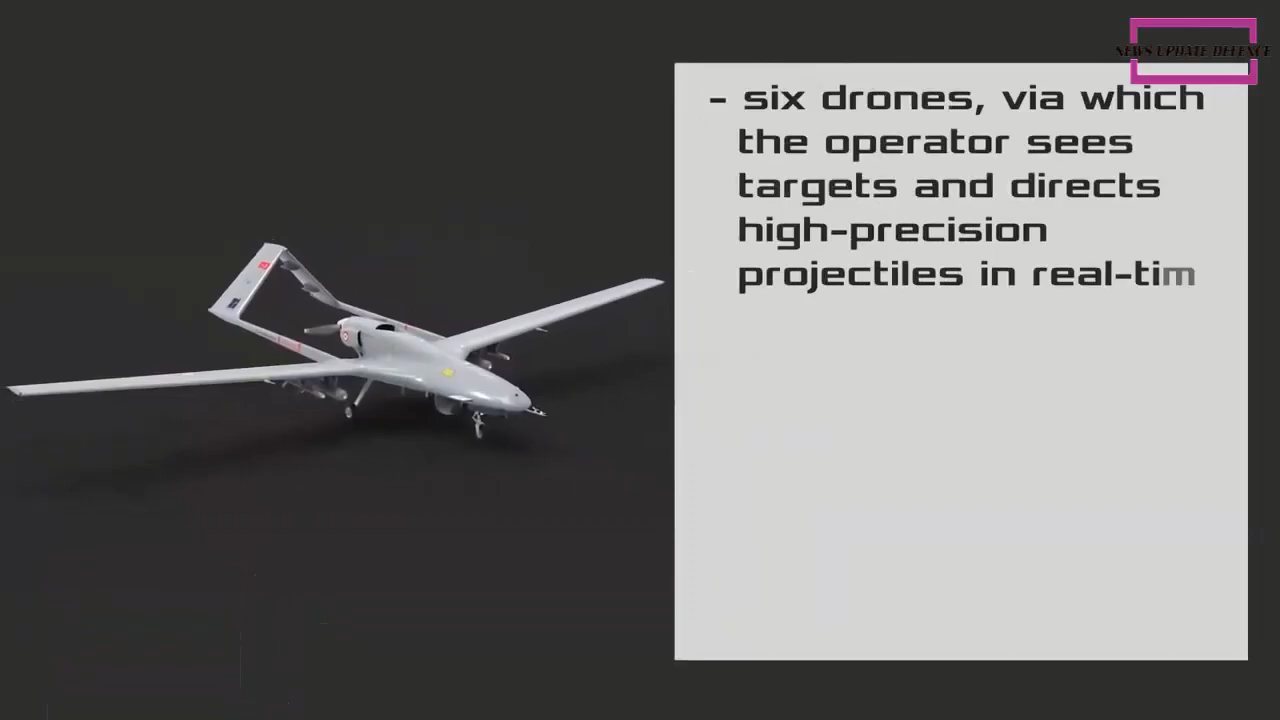 NEWS UPDATE DEFENCE
- six drones, via which
the operator sees
targets and directs
high-precision
projectiles in real-tim